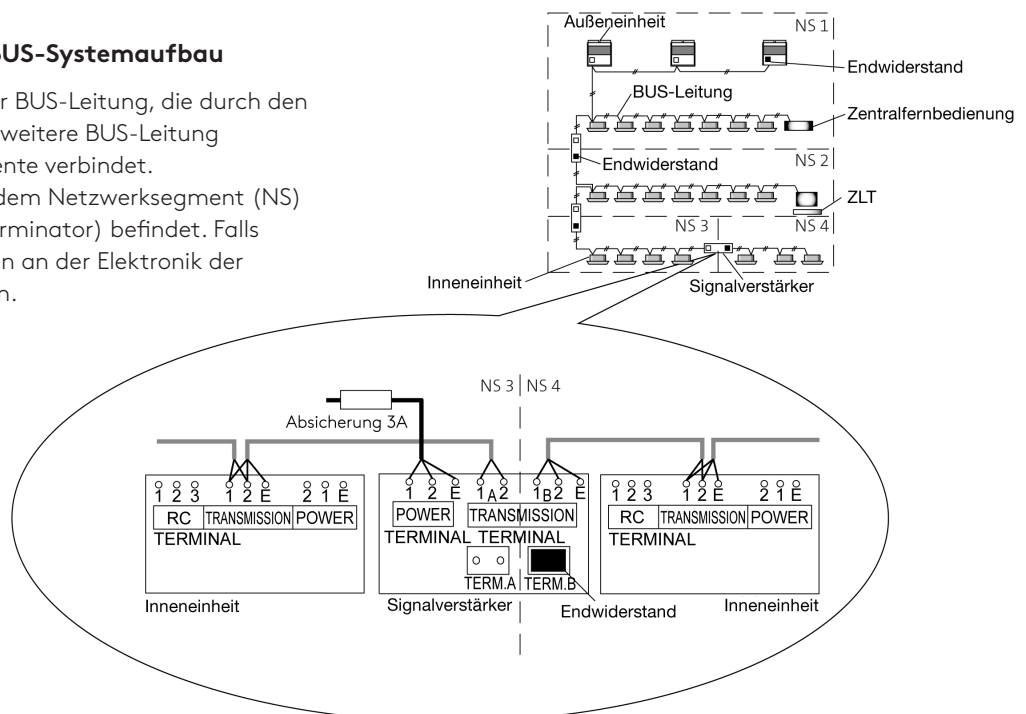 BUS-Systemaufbau
r BUS-Leitung, die durch den
weitere BUS-Leitung
ente verbindet.
dem Netzwerksegment (NS)
erminator) befindet. Falls
n an der Elektronik der
n.
Außeneinheit
NS 1
Endwiderstand
BUS-Leitung
Zentralfernbedienung
Endwiderstand
NS 2
ZLT
NS 3
NS 4
Inneneinheit
Signalverstärker
NS 3 NS 4
Absicherung 3A
1 2 3 1 2 E 2 1 E
RC TRANSMISSION POWER
TERMINAL
Inneneinheit
1 2 E 1 A 2 1 B 2 E
POWER TRANSMISSION
TERMINAL TERMINAL
TERM.A TERM.B
Signalverstärker
Endwiderstand
1 2 3 1 2 E 2 1 E
RC TRANSMISSION POWER
TERMINAL
Inneneinheit